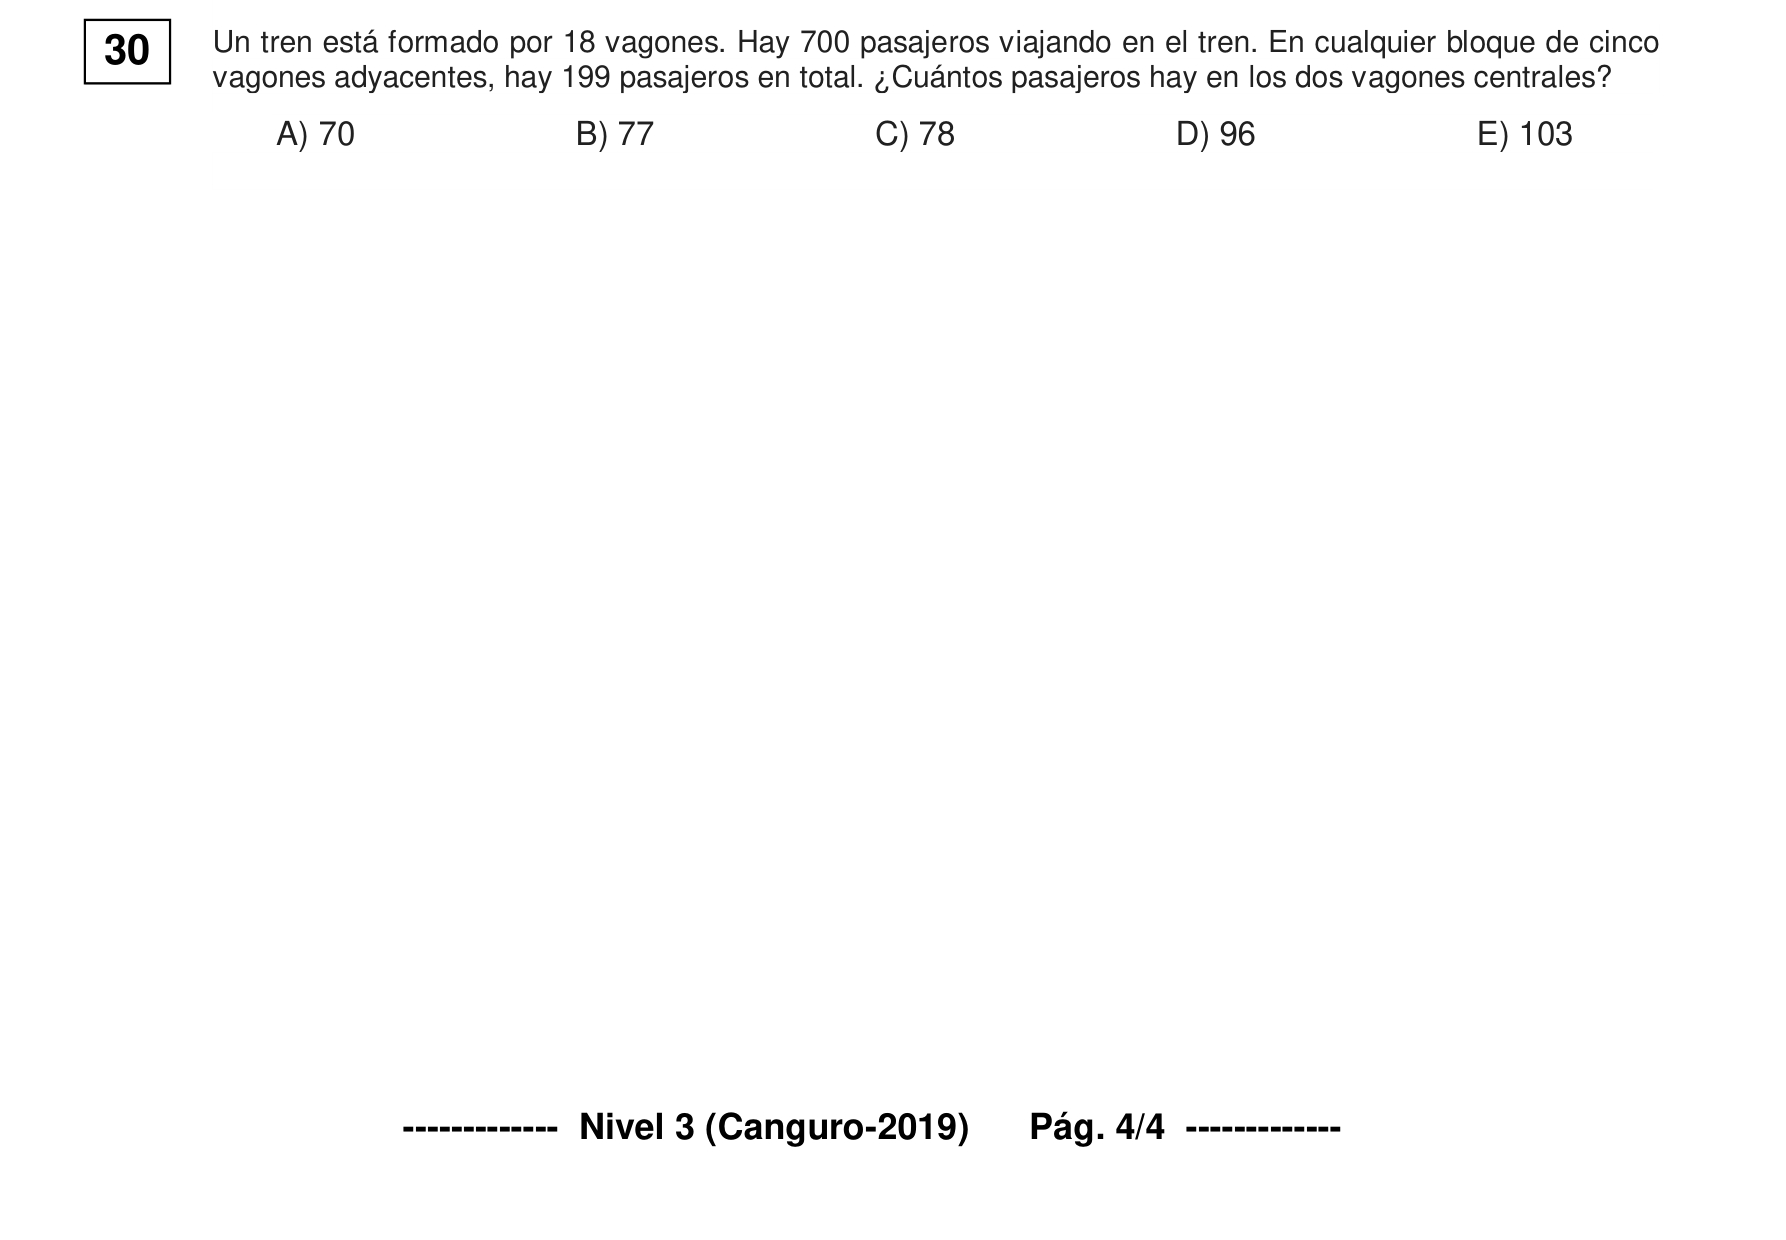 30 Un tren está formado por 18 vagones. Hay 700 pasajeros viajando en el tren. En cualquier bloque de cinco
vagones adyacentes, hay 199 pasajeros en total. ¿Cuántos pasajeros hay en los dos vagones centrales?
A) 70 B) 77 C) 78 D) 96 E) 103
------------- Nivel 3 (Canguro-2019) Pág. 4/4 -------------